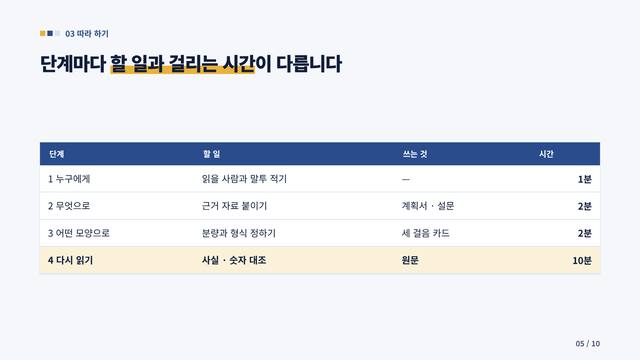 03 따라 하기
단계마다 할 일과 걸리는 시간이 다릅니다
단계 할 일 쓰는 것 시간
1 누구에게 읽을 사람과 말투 적기 — 1분
2 무엇으로 근거 자료 붙이기 계획서 · 설문 2분
3 어떤 모양으로 분량과 형식 정하기 세 걸음 카드 2분
4 다시 읽기 사실 · 숫자 대조 원문 10분
05 / 10